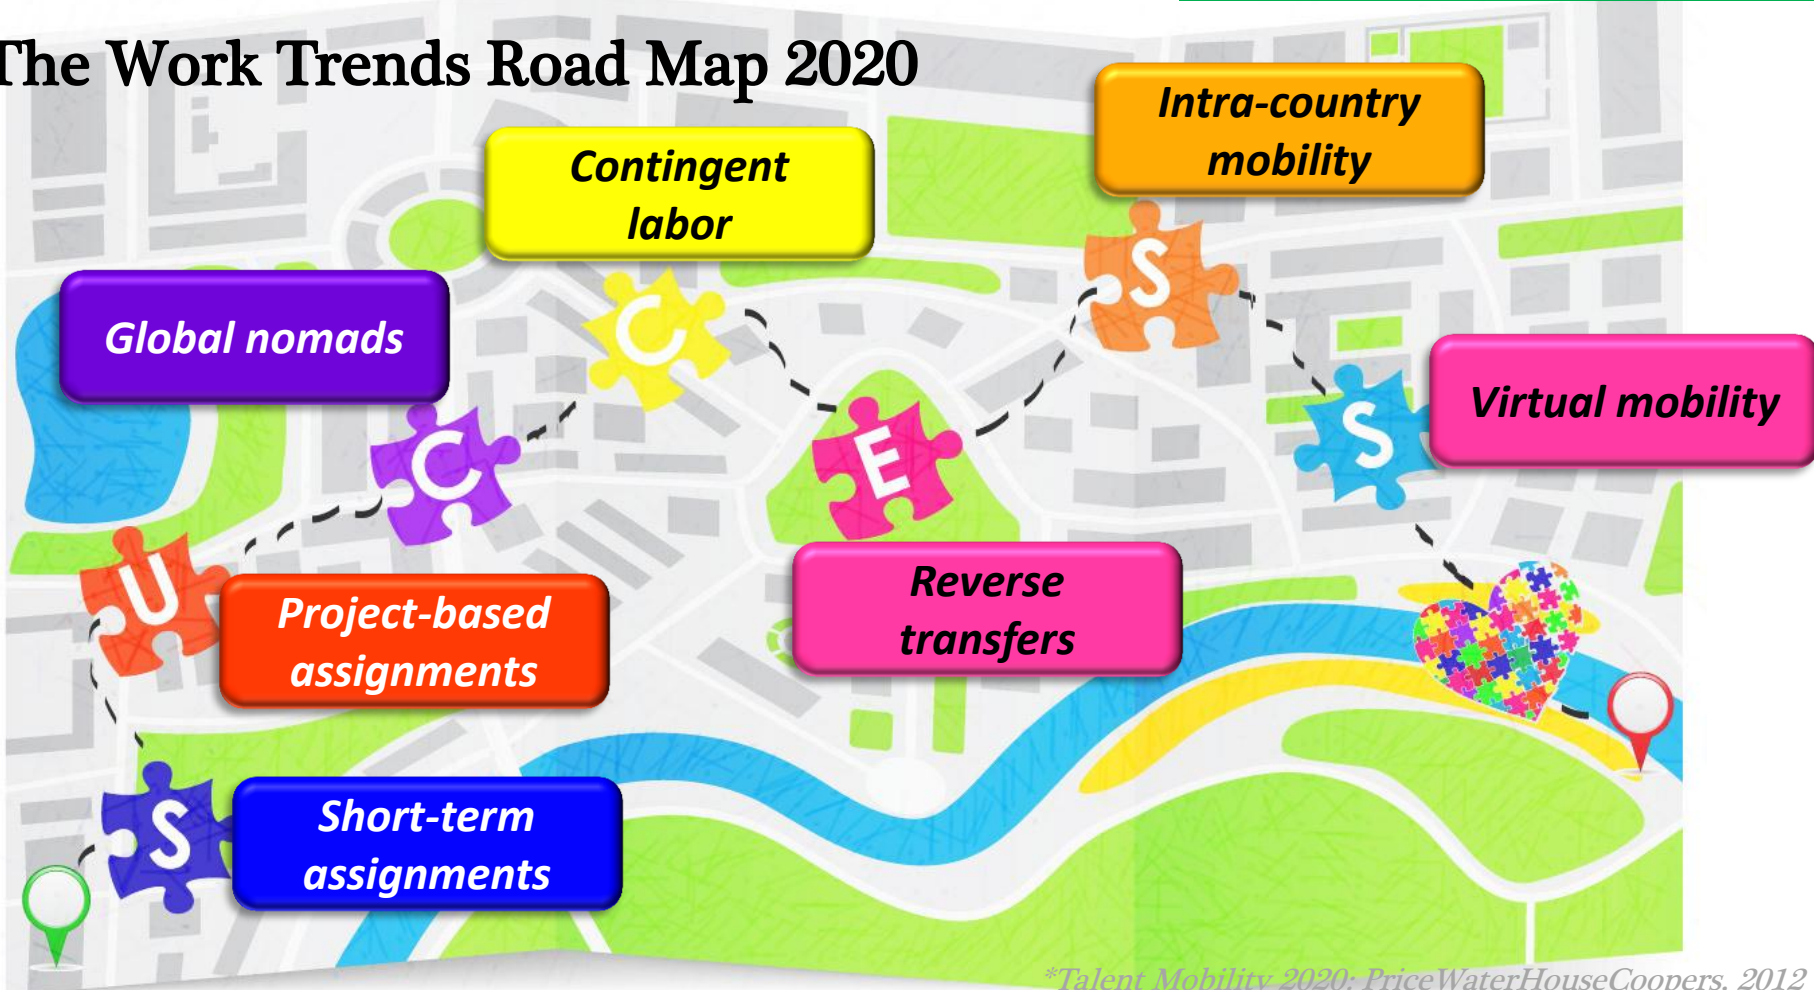 The Work Trends Road Map 2020
Intra-country
mobility
Contingent
labor
Global nomads
Virtual mobility
Project-based
assignments
Reverse
transfers
Short-term
assignments
S
U
C
C
E
S
S
*Talent Mobility 2020; PriceWaterHouseCoopers, 2012